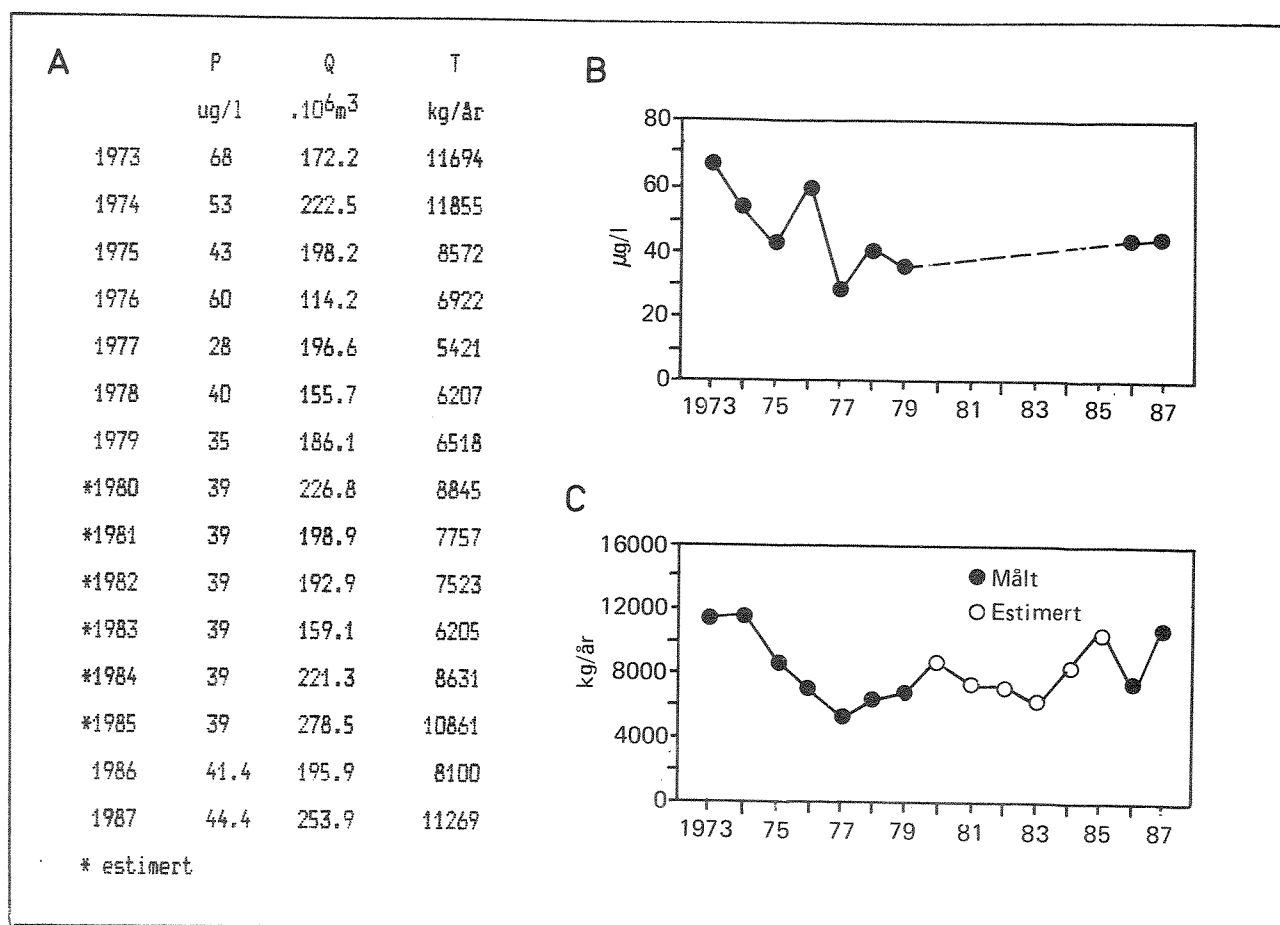 A
P Q T
ug/l .10⁶m³ kg/år
1973 68 172.2 11694
1974 53 222.5 11855
1975 43 198.2 8572
1976 60 114.2 6922
1977 28 196.6 5421
1978 40 155.7 6207
1979 35 186.1 6518
*1980 39 226.8 8845
*1981 39 198.9 7757
*1982 39 192.9 7523
*1983 39 159.1 6205
*1984 39 221.3 8631
*1985 39 278.5 10861
1986 41.4 195.9 8100
1987 44.4 253.9 11269
* estimert
B
80
60
40
20
0
µg/l
1973 75 77 79 81 83 85 87
C
16000
12000
8000
4000
0
kg/år
Målt
Estimert
1973 75 77 79 81 83 85 87